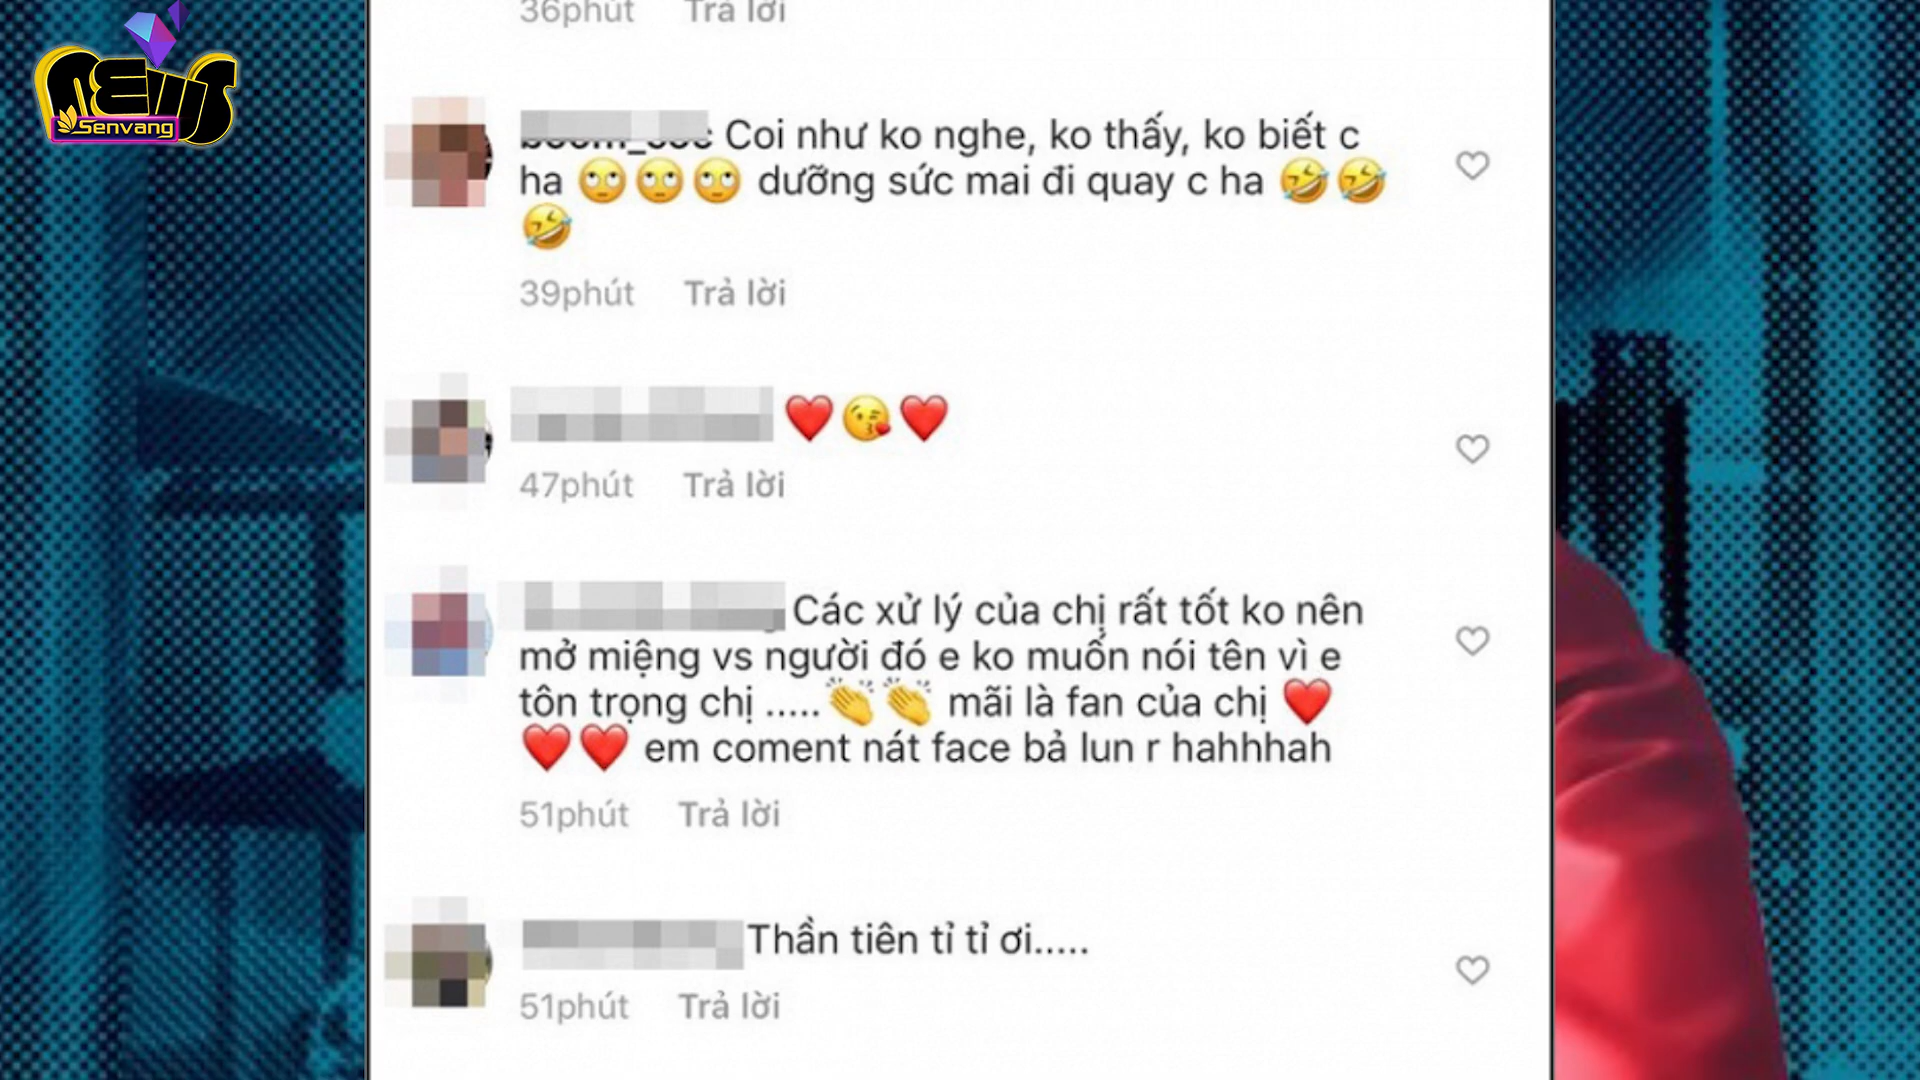 NEWS
Senvang
36phút Trả lời
Coi như ko nghe, ko thấy, ko biết c
ha 🙄🙄🙄 dưỡng sức mai đi quay c ha 🤣🤣
🤣
39phút Trả lời
❤️😘❤️
47phút Trả lời
Các xử lý của chị rất tốt ko nên
mở miệng vs người đó e ko muốn nói tên vì e
tôn trọng chị .....👏👏 mãi là fan của chị ❤️
❤️❤️ em coment nát face bả lun r hahhhah
51phút Trả lời
Thần tiên tỉ tỉ ơi.....
51phút Trả lời